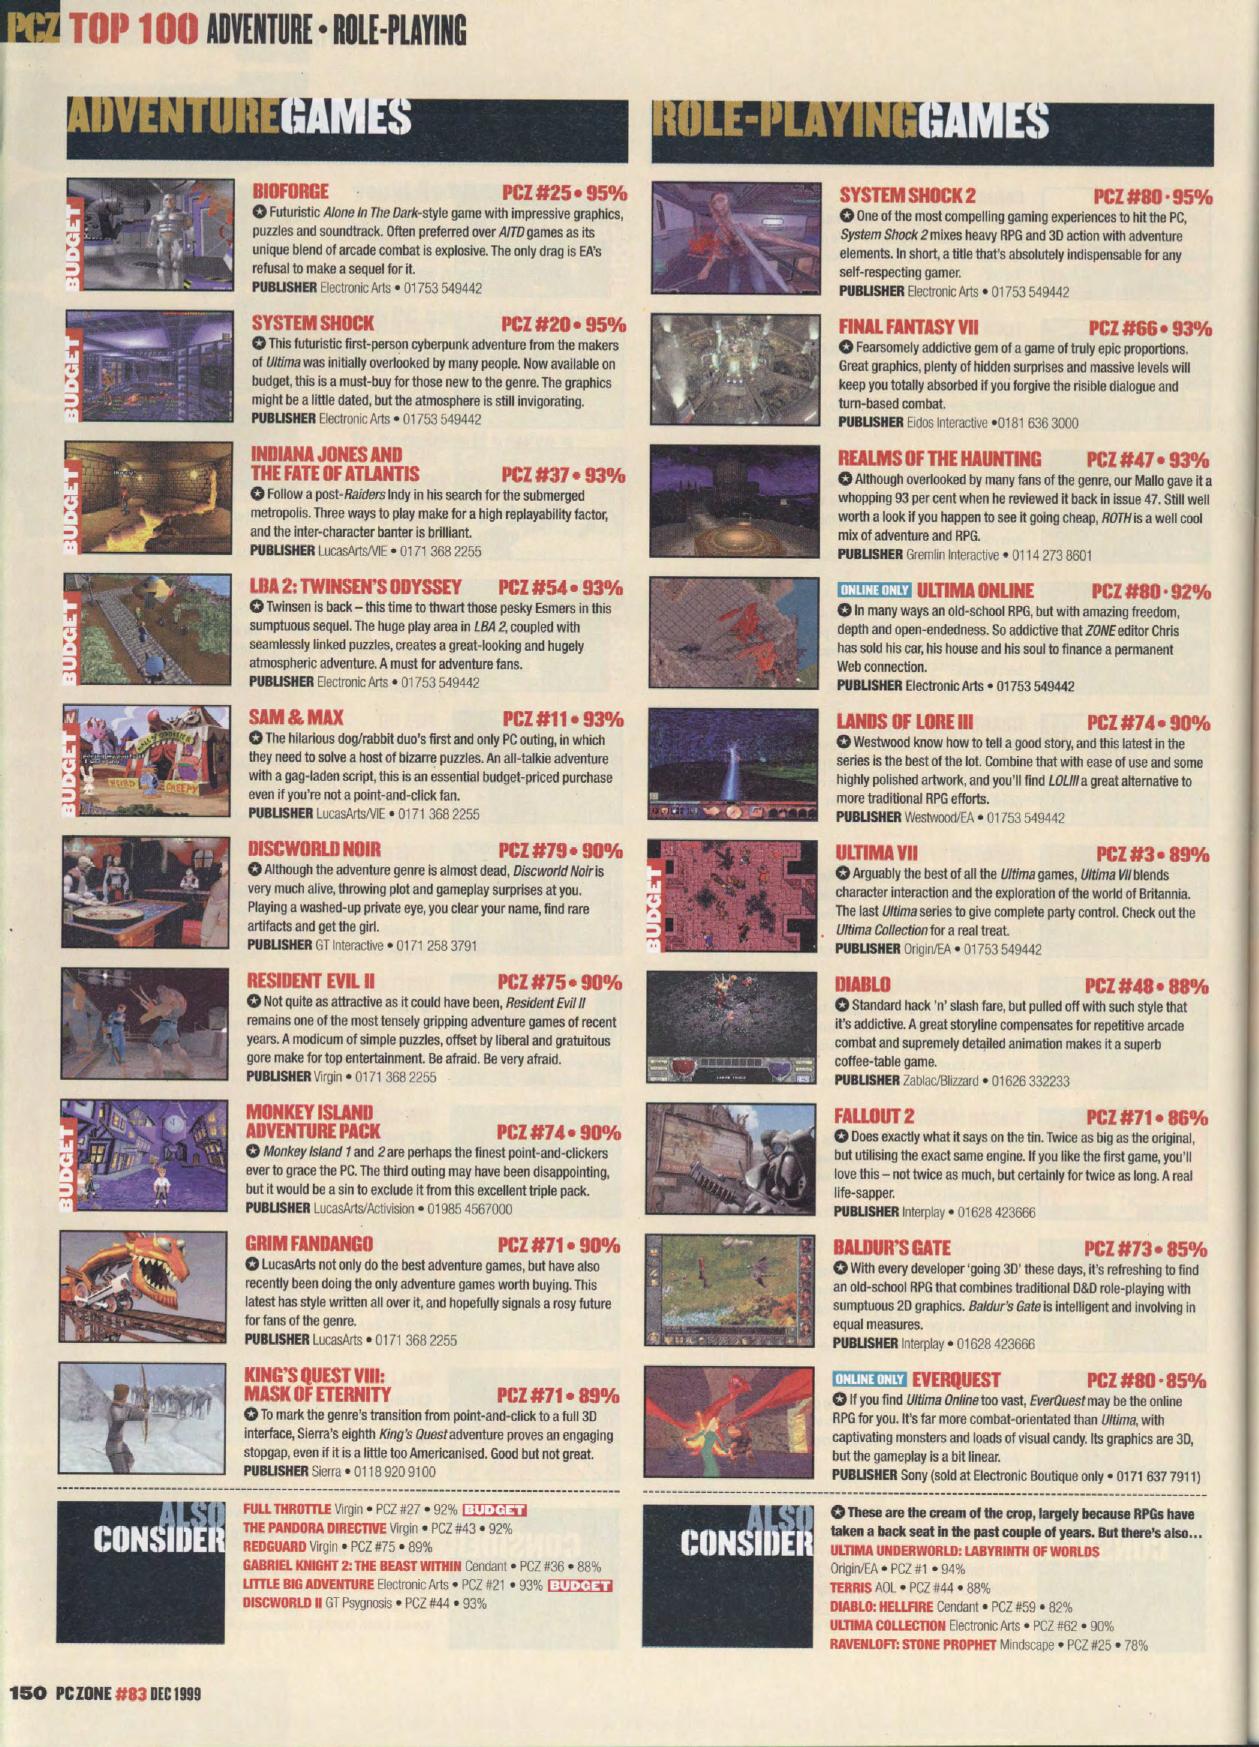 PCZ TOP 100 ADVENTURE • ROLE-PLAYING
ADVENTUREGAMES
BUDGET
BIOFORGE PCZ #25 • 95%
Futuristic Alone In The Dark-style game with impressive graphics,
puzzles and soundtrack. Often preferred over AITD games as its
unique blend of arcade combat is explosive. The only drag is EA's
refusal to make a sequel for it.
PUBLISHER Electronic Arts • 01753 549442
BUDGET
SYSTEM SHOCK PCZ #20 • 95%
This futuristic first-person cyberpunk adventure from the makers
of Ultima was initially overlooked by many people. Now available on
budget, this is a must-buy for those new to the genre. The graphics
might be a little dated, but the atmosphere is still invigorating.
PUBLISHER Electronic Arts • 01753 549442
BUDGET
INDIANA JONES AND
THE FATE OF ATLANTIS PCZ #37 • 93%
Follow a post-Raiders Indy in his search for the submerged
metropolis. Three ways to play make for a high replayability factor,
and the inter-character banter is brilliant.
PUBLISHER LucasArts/VIE • 0171 368 2255
BUDGET
LBA 2: TWINSEN'S ODYSSEY PCZ #54 • 93%
Twinsen is back – this time to thwart those pesky Esmers in this
sumptuous sequel. The huge play area in LBA 2, coupled with
seamlessly linked puzzles, creates a great-looking and hugely
atmospheric adventure. A must for adventure fans.
PUBLISHER Electronic Arts • 01753 549442
BUDGET
SAM & MAX PCZ #11 • 93%
The hilarious dog/rabbit duo's first and only PC outing, in which
they need to solve a host of bizarre puzzles. An all-talkie adventure
with a gag-laden script, this is an essential budget-priced purchase
even if you're not a point-and-click fan.
PUBLISHER LucasArts/VIE • 0171 368 2255
DISCWORLD NOIR PCZ #79 • 90%
Although the adventure genre is almost dead, Discworld Noir is
very much alive, throwing plot and gameplay surprises at you.
Playing a washed-up private eye, you clear your name, find rare
artifacts and get the girl.
PUBLISHER GT Interactive • 0171 258 3791
RESIDENT EVIL II PCZ #75 • 90%
Not quite as attractive as it could have been, Resident Evil II
remains one of the most tensely gripping adventure games of recent
years. A modicum of simple puzzles, offset by liberal and gratuitous
gore make for top entertainment. Be afraid. Be very afraid.
PUBLISHER Virgin • 0171 368 2255
BUDGET
MONKEY ISLAND
ADVENTURE PACK PCZ #74 • 90%
Monkey Island 1 and 2 are perhaps the finest point-and-clickers
ever to grace the PC. The third outing may have been disappointing,
but it would be a sin to exclude it from this excellent triple pack.
PUBLISHER LucasArts/Activision • 01985 4567000
GRIM FANDANGO PCZ #71 • 90%
LucasArts not only do the best adventure games, but have also
recently been doing the only adventure games worth buying. This
latest has style written all over it, and hopefully signals a rosy future
for fans of the genre.
PUBLISHER LucasArts • 0171 368 2255
KING'S QUEST VIII:
MASK OF ETERNITY PCZ #71 • 89%
To mark the genre's transition from point-and-click to a full 3D
interface, Sierra's eighth King's Quest adventure proves an engaging
stopgap, even if it is a little too Americanised. Good but not great.
PUBLISHER Sierra • 0118 920 9100
ALSO
CONSIDER
FULL THROTTLE Virgin • PCZ #27 • 92% BUDGET
THE PANDORA DIRECTIVE Virgin • PCZ #43 • 92%
REDGUARD Virgin • PCZ #75 • 89%
GABRIEL KNIGHT 2: THE BEAST WITHIN Cendant • PCZ #36 • 88%
LITTLE BIG ADVENTURE Electronic Arts • PCZ #21 • 93% BUDGET
DISCWORLD II GT Psygnosis • PCZ #44 • 93%
ROLE-PLAYINGGAMES
SYSTEM SHOCK 2 PCZ #80 • 95%
One of the most compelling gaming experiences to hit the PC,
System Shock 2 mixes heavy RPG and 3D action with adventure
elements. In short, a title that's absolutely indispensable for any
self-respecting gamer.
PUBLISHER Electronic Arts • 01753 549442
FINAL FANTASY VII PCZ #66 • 93%
Fearsomely addictive gem of a game of truly epic proportions.
Great graphics, plenty of hidden surprises and massive levels will
keep you totally absorbed if you forgive the risible dialogue and
turn-based combat.
PUBLISHER Eidos Interactive •0181 636 3000
REALMS OF THE HAUNTING PCZ #47 • 93%
Although overlooked by many fans of the genre, our Mallo gave it a
whopping 93 per cent when he reviewed it back in issue 47. Still well
worth a look if you happen to see it going cheap, ROTH is a well cool
mix of adventure and RPG.
PUBLISHER Gremlin Interactive • 0114 273 8601
ONLINE ONLY ULTIMA ONLINE PCZ #80 • 92%
In many ways an old-school RPG, but with amazing freedom,
depth and open-endedness. So addictive that ZONE editor Chris
has sold his car, his house and his soul to finance a permanent
Web connection.
PUBLISHER Electronic Arts • 01753 549442
LANDS OF LORE III PCZ #74 • 90%
Westwood know how to tell a good story, and this latest in the
series is the best of the lot. Combine that with ease of use and some
highly polished artwork, and you'll find LOLIII a great alternative to
more traditional RPG efforts.
PUBLISHER Westwood/EA • 01753 549442
BUDGET
ULTIMA VII PCZ #3 • 89%
Arguably the best of all the Ultima games, Ultima VII blends
character interaction and the exploration of the world of Britannia.
The last Ultima series to give complete party control. Check out the
Ultima Collection for a real treat.
PUBLISHER Origin/EA • 01753 549442
DIABLO PCZ #48 • 88%
Standard hack 'n' slash fare, but pulled off with such style that
it's addictive. A great storyline compensates for repetitive arcade
combat and supremely detailed animation makes it a superb
coffee-table game.
PUBLISHER Zablac/Blizzard • 01626 332233
FALLOUT 2 PCZ #71 • 86%
Does exactly what it says on the tin. Twice as big as the original,
but utilising the exact same engine. If you like the first game, you'll
love this – not twice as much, but certainly for twice as long. A real
life-sapper.
PUBLISHER Interplay • 01628 423666
BALDUR'S GATE PCZ #73 • 85%
With every developer 'going 3D' these days, it's refreshing to find
an old-school RPG that combines traditional D&D role-playing with
sumptuous 2D graphics. Baldur's Gate is intelligent and involving in
equal measures.
PUBLISHER Interplay • 01628 423666
ONLINE ONLY EVERQUEST PCZ #80 • 85%
If you find Ultima Online too vast, EverQuest may be the online
RPG for you. It's far more combat-orientated than Ultima, with
captivating monsters and loads of visual candy. Its graphics are 3D,
but the gameplay is a bit linear.
PUBLISHER Sony (sold at Electronic Boutique only • 0171 637 7911)
ALSO
CONSIDER
These are the cream of the crop, largely because RPGs have
taken a back seat in the past couple of years. But there's also...
ULTIMA UNDERWORLD: LABYRINTH OF WORLDS
Origin/EA • PCZ #1 • 94%
TERRIS AOL • PCZ #44 • 88%
DIABLO: HELLFIRE Cendant • PCZ #59 • 82%
ULTIMA COLLECTION Electronic Arts • PCZ #62 • 90%
RAVENLOFT: STONE PROPHET Mindscape • PCZ #25 • 78%
150 PCZONE #83 DEC 1999